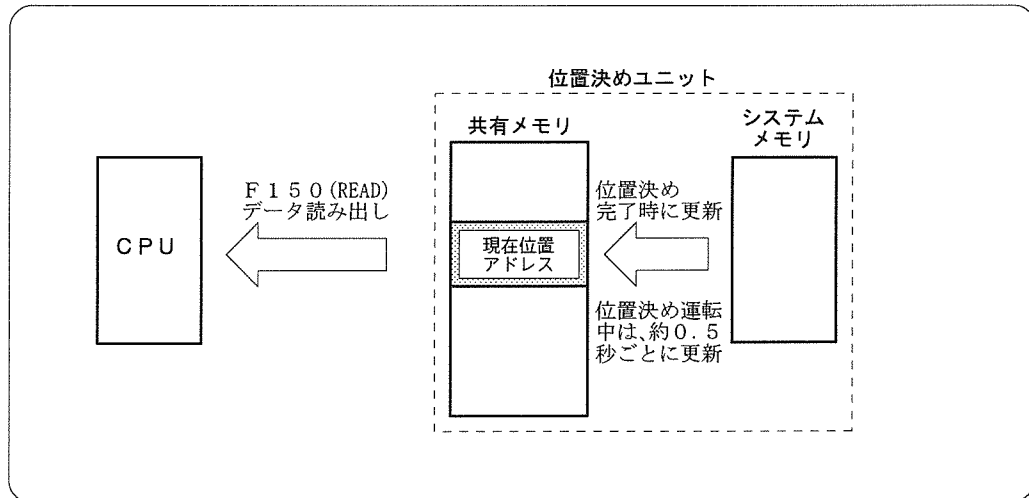 位置決めユニット
共有メモリ
システム
メモリ
Ｆ１５０(READ)
データ読み出し
位置決め
完了時に更新
ＣＰＵ
現在位置
アドレス
位置決め運転
中は、約０．５
秒ごとに更新